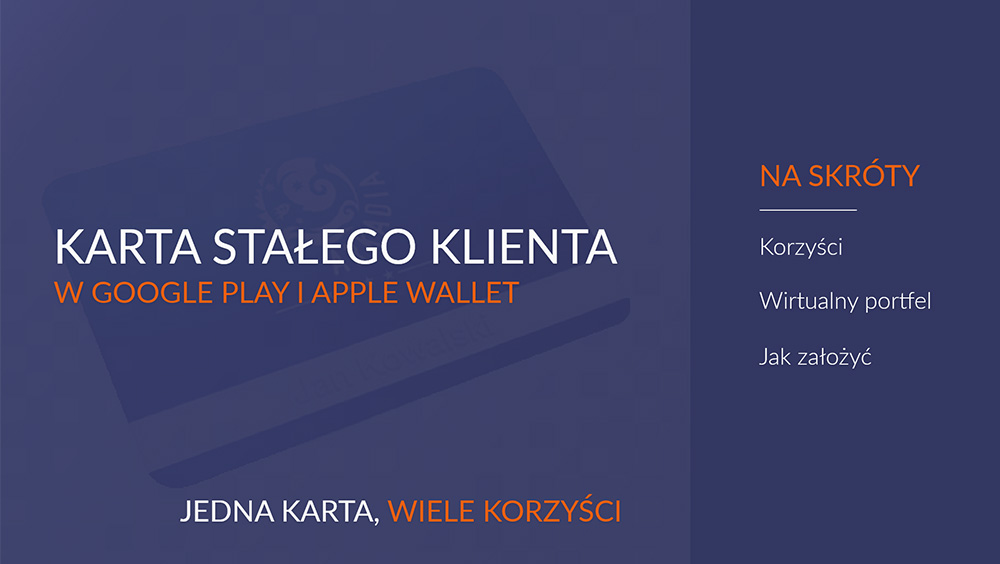 KARTA STAŁEGO KLIENTA
W GOOGLE PLAY I APPLE WALLET
JEDNA KARTA, WIELE KORZYŚCI
NA SKRÓTY
Korzyści
Wirtualny portfel
Jak założyć